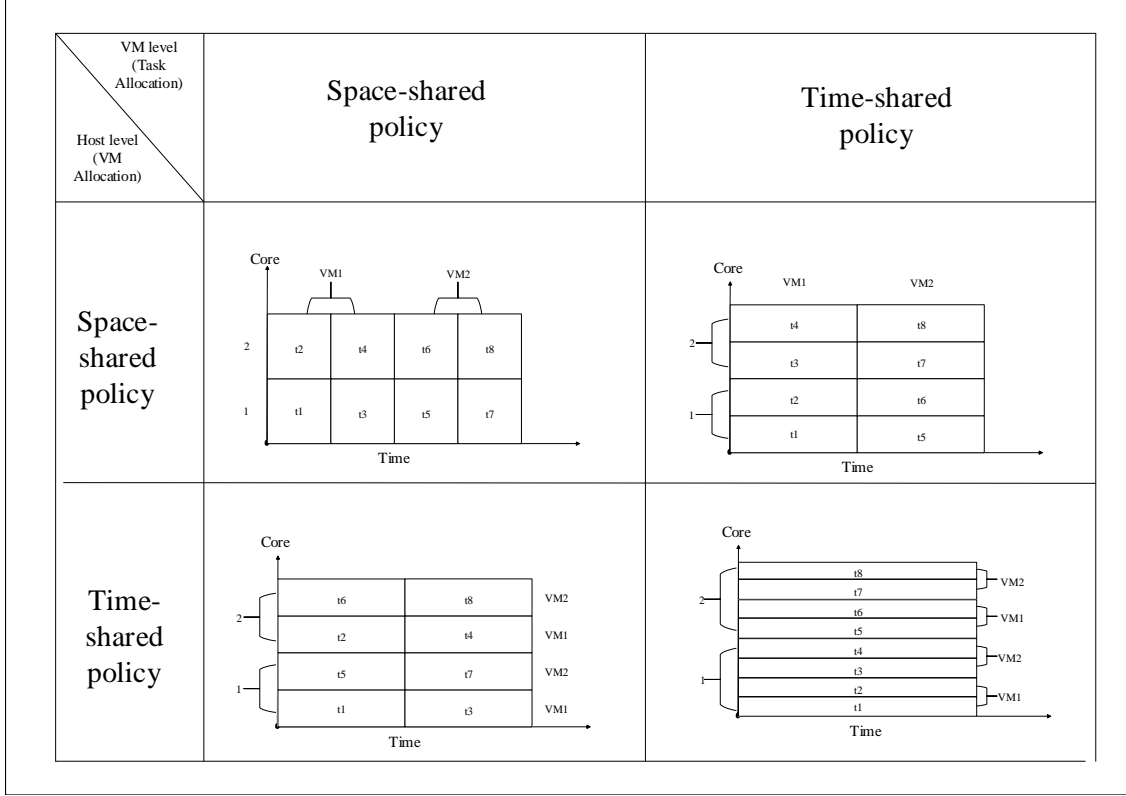 VM level
(Task
Allocation)
Host level
(VM
Allocation)
Space-shared
policy
Time-shared
policy
Space-
shared
policy
Core
VM1 VM2
2 t2 t4 t6 t8
1 t1 t3 t5 t7
Time
Core
VM1 VM2
t4 t8
2
t3 t7
t2 t6
1
t1 t5
Time
Time-
shared
policy
Core
t6 t8 VM2
2
t2 t4 VM1
t5 t7 VM2
1
t1 t3 VM1
Time
Core
t8
VM2
t7
2
t6
VM1
t5
t4
VM2
t3
1
t2
VM1
t1
Time